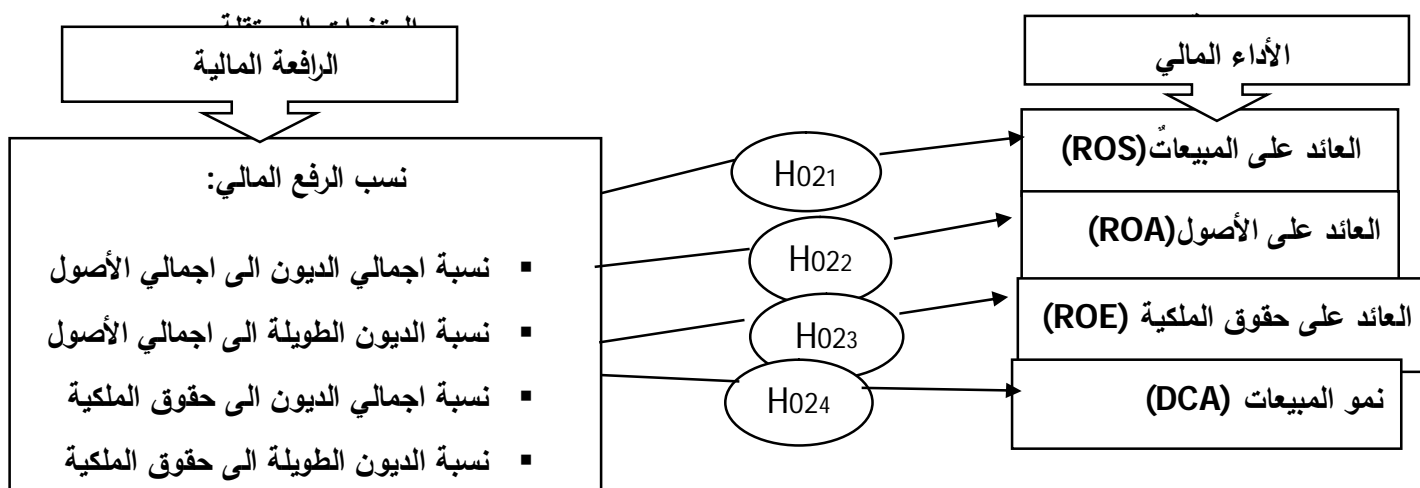 الرافعة المالية
الأداء المالي
نسب الرفع المالي:
▪ نسبة اجمالي الديون الى اجمالي الأصول
▪ نسبة الديون الطويلة الى اجمالي الأصول
▪ نسبة اجمالي الديون الى حقوق الملكية
▪ نسبة الديون الطويلة الى حقوق الملكية
H021
H022
H023
H024
العائد على المبيعاتٌ(ROS)
العائد على الأصول(ROA)
العائد على حقوق الملكية (ROE)
نمو المبيعات (DCA)